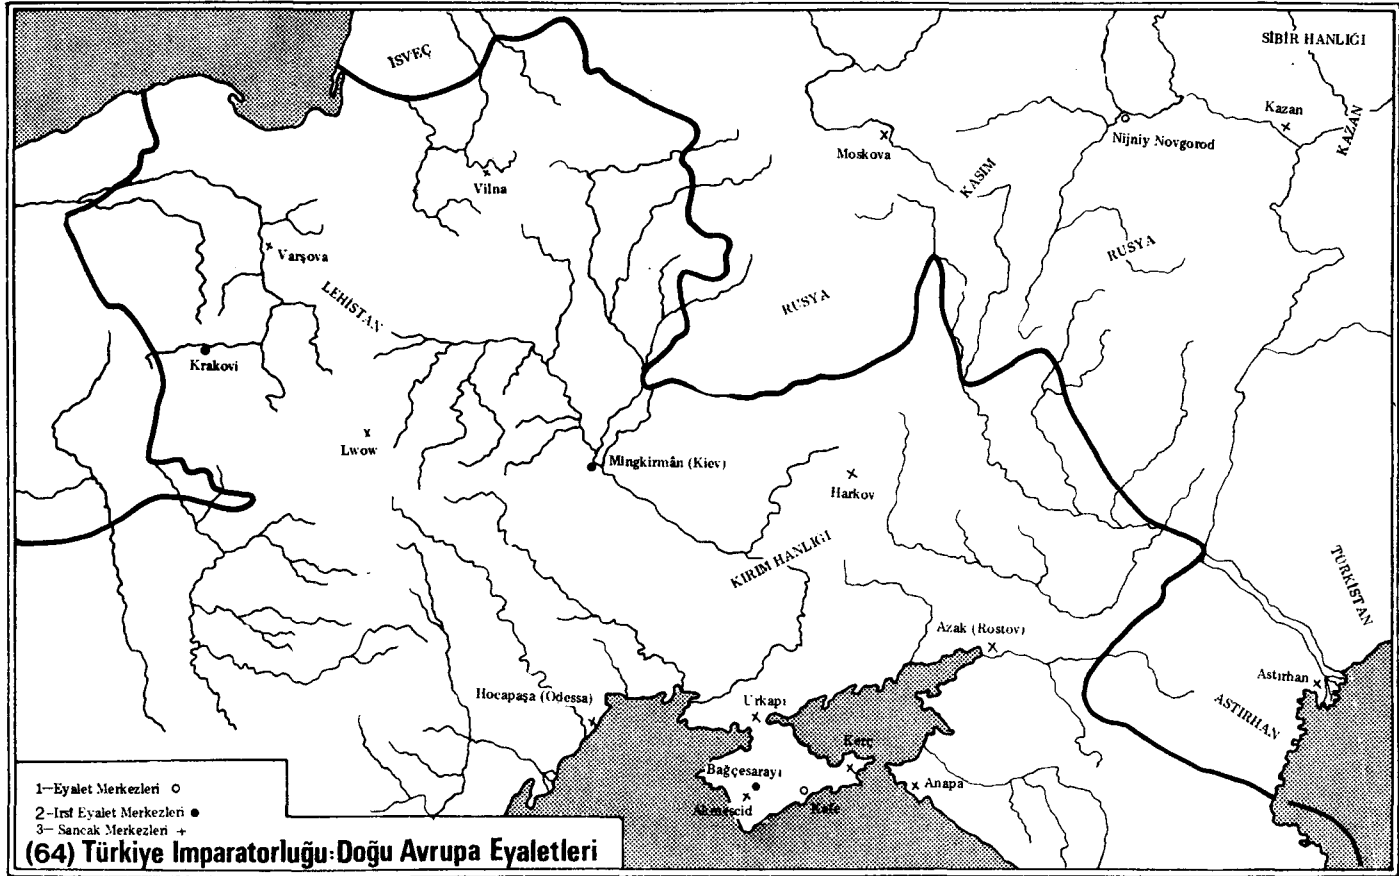 İSVEÇ
SİBİR HANLIĞI
Kazan
KAZAN
Nijniy Novgorod
Moskova
KASIM
Vilna
RUSYA
Varşova
LEHİSTAN
RUSYA
Krakovi
Lwow
Mingkirmân (Kiev)
Harkov
KIRIM HANLIĞI
TÜRKİSTAN
Azak (Rostov)
Astırhan
ASTIRHAN
Hocapaşa (Odessa)
Urkapı
Kerç
Bağçesarayı
Anapa
Akmescid
Kefe
1—Eyalet Merkezleri
2-Irsî Eyalet Merkezleri
3— Sancak Merkezleri +
(64) Türkiye Imparatorluğu:Doğu Avrupa Eyaletleri